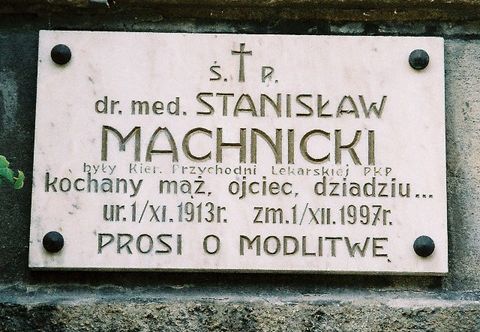 Ś. † P.
dr. med. STANISŁAW
MACHNICKI
były Kier. Przychodni Lekarskiej PKP
kochany mąż, ojciec, dziadziu...
ur. 1/XI. 1913r. zm. 1/XII. 1997r.
PROSI O MODLITWĘ